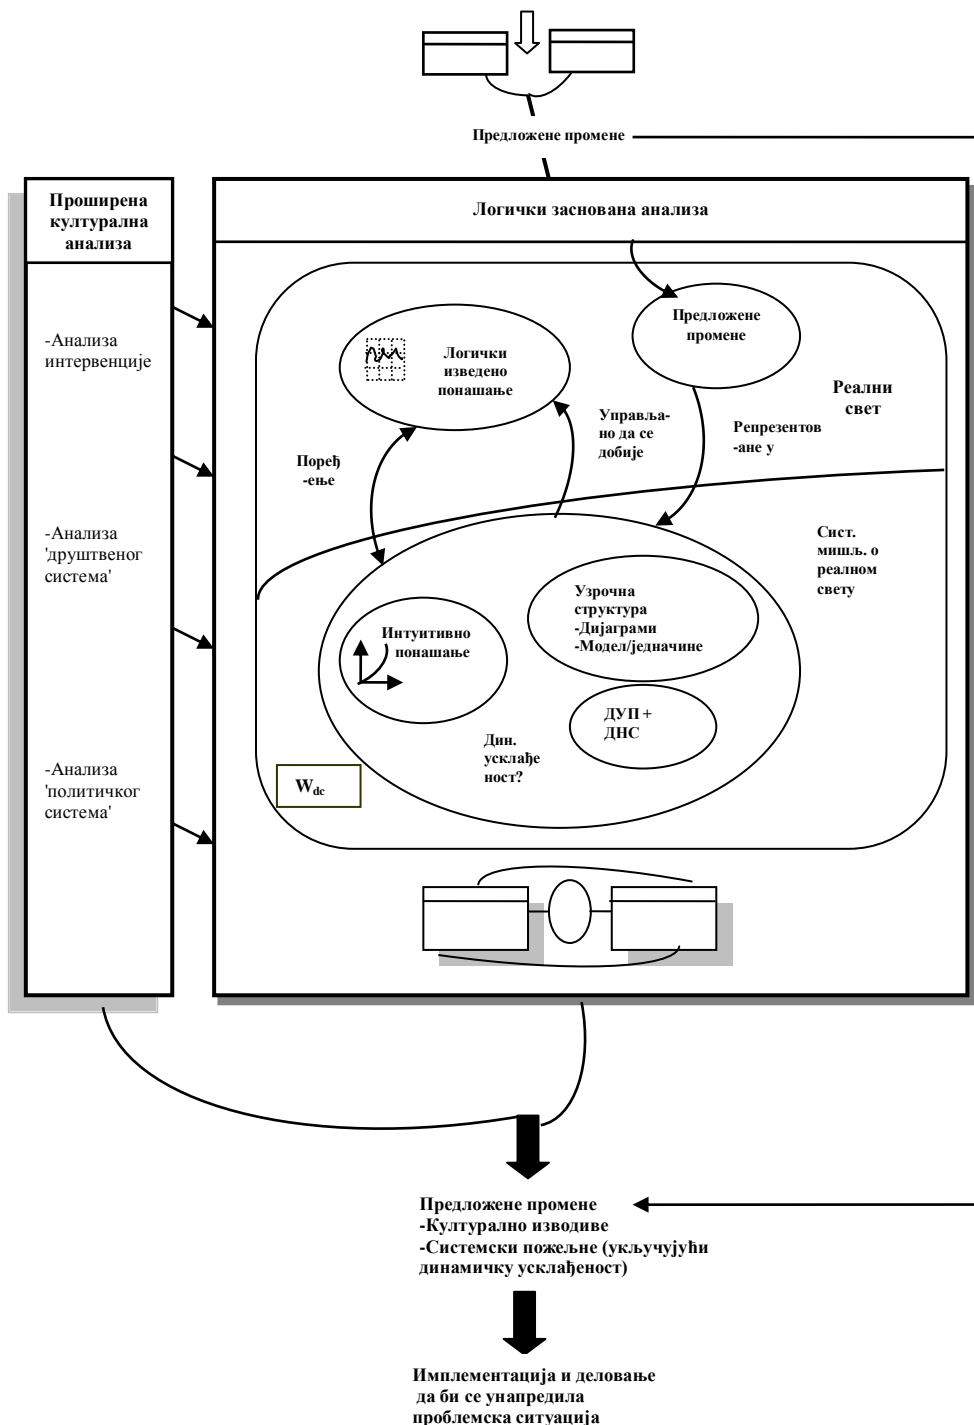 Предложене промене
Проширена
културална
анализа
Логички заснована анализа
-Анализа
интервенције
-Анализа
'друштвеног
система'
-Анализа
'политичког
система'
Предложене
промене
Логички
изведено
понашање
Реални
свет
Управља-
но да се
добије
Репрезентов
-ане у
Поређ
-ење
Сист.
мишљ. о
реалном
свету
Узрочна
структура
-Дијаграми
-Модел/једначине
Интуитивно
понашање
ДУП +
ДНС
Дин.
усклађе
ност?
Wdc
Предложене промене
-Културално изводиве
-Системски пожељне (укључујући
динамичку усклађеност)
Имплементација и деловање
да би се унапредила
проблемска ситуација